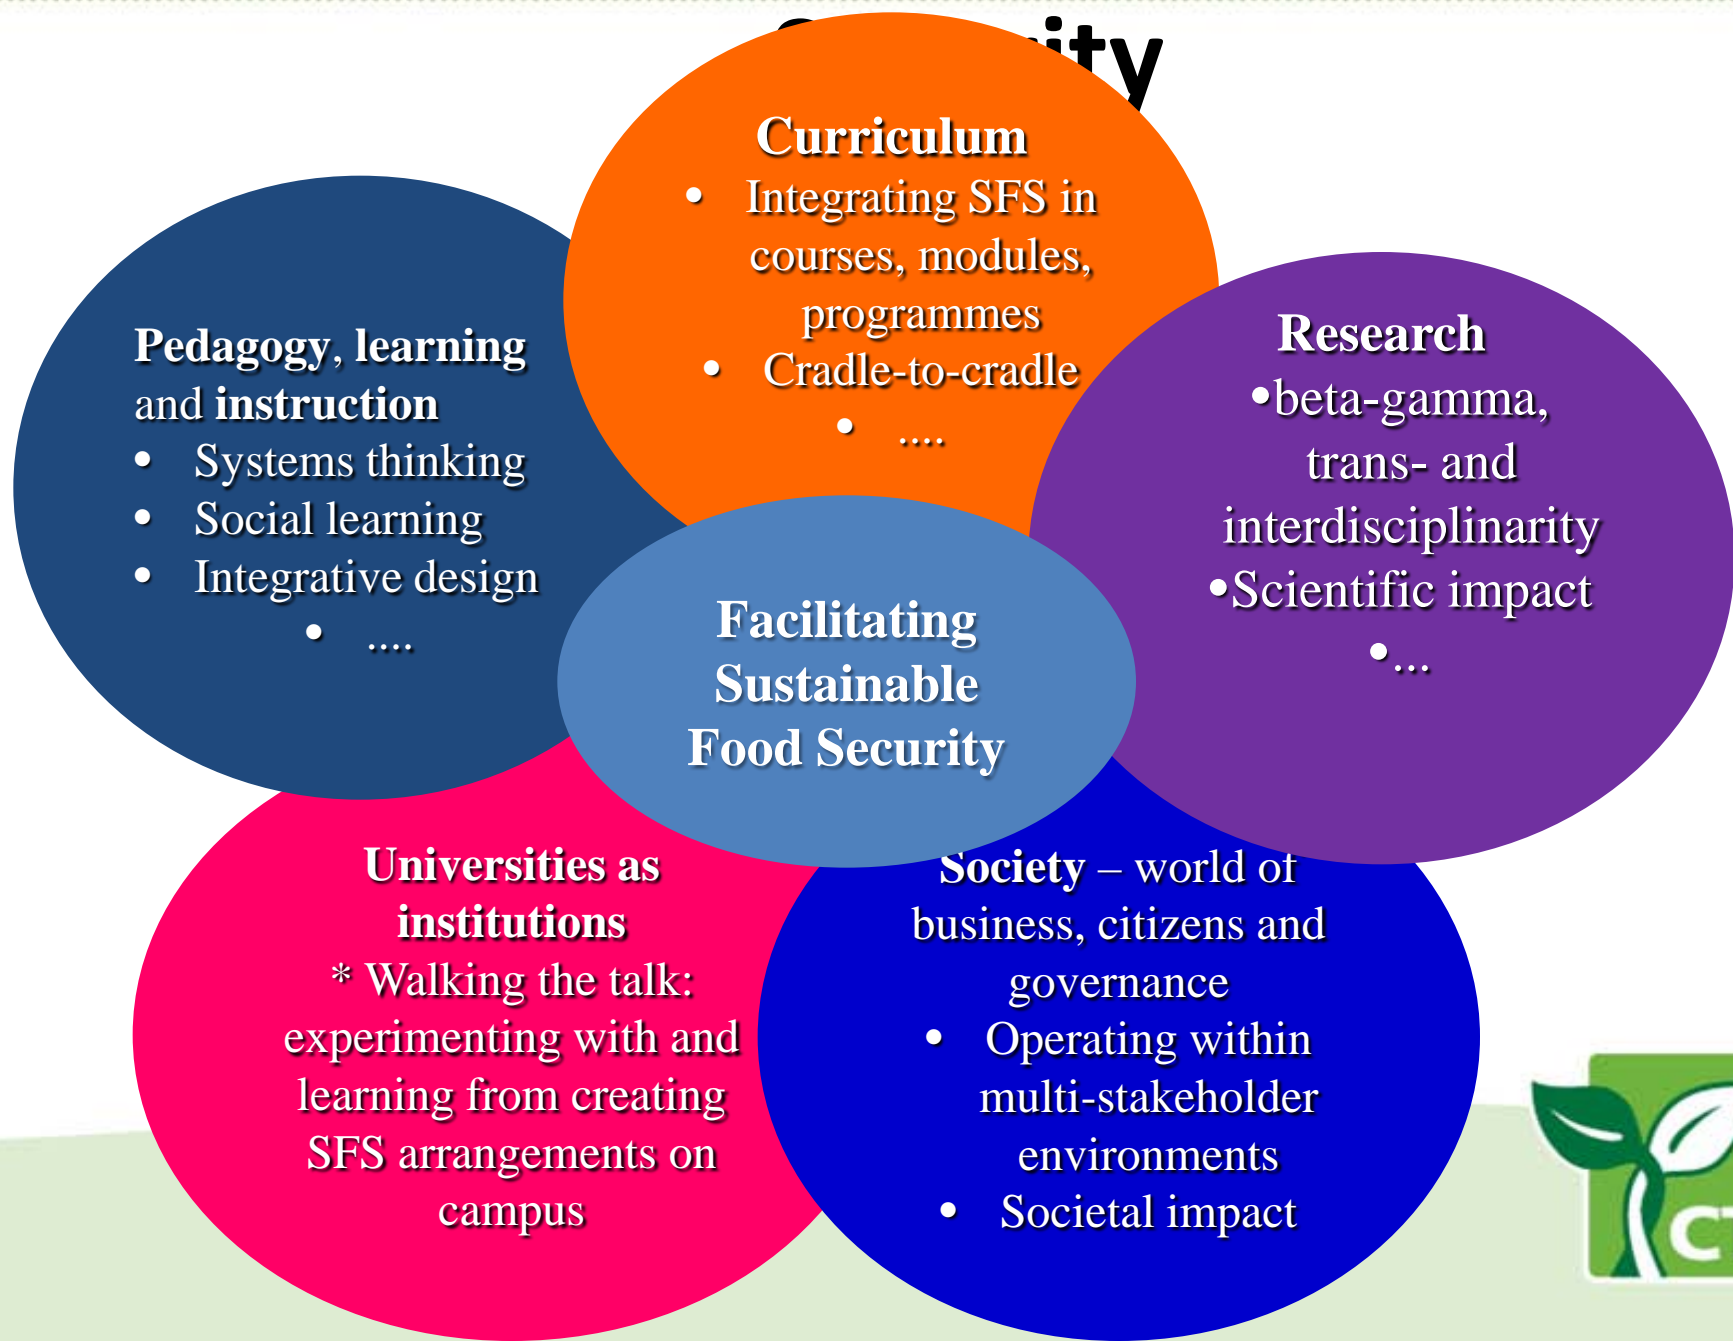 Curriculum
• Integrating SFS in
courses, modules,
programmes
• Cradle-to-cradle
• ....
Pedagogy, learning
and instruction
• Systems thinking
• Social learning
• Integrative design
• ....
Research
•beta-gamma,
trans- and
interdisciplinarity
•Scientific impact
•...
Facilitating
Sustainable
Food Security
Universities as
institutions
* Walking the talk:
experimenting with and
learning from creating
SFS arrangements on
campus
Society – world of
business, citizens and
governance
• Operating within
multi-stakeholder
environments
• Societal impact